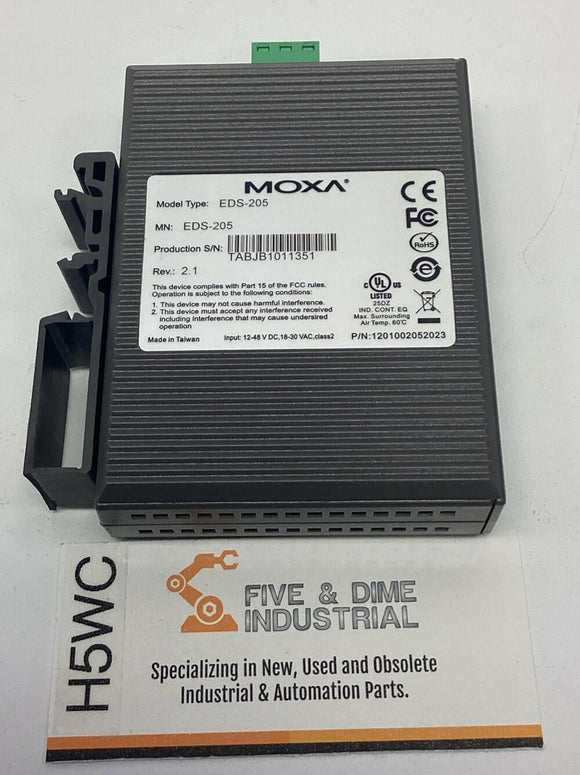 MOXA
Model Type: EDS-205
MN: EDS-205
Production S/N:
TABJB1011351
Rev.: 2.1
This device complies with Part 15 of the FCC rules.
Operation is subject to the following conditions:
1. This device may not cause harmful interference.
2. This device must accept any interference received
including interference that may cause undersired
operation
Made in Taiwan
Input: 12-48 V DC,18-30 VAC,class2
CE
FC
RoHS
e
C UL US
LISTED
25DZ
IND. CONT. EQ
Max. Surrounding
Air Temp. 60℃
P/N:1201002052023
H5WC
FIVE & DIME
INDUSTRIAL
Specializing in New, Used and Obsolete
Industrial & Automation Parts.